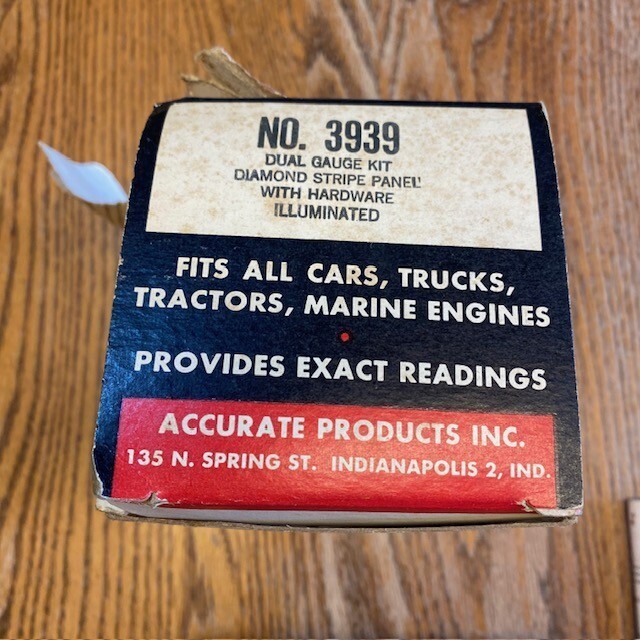 NO. 3939
DUAL GAUGE KIT
DIAMOND STRIPE PANEL
WITH HARDWARE
ILLUMINATED
FITS ALL CARS, TRUCKS,
TRACTORS, MARINE ENGINES
PROVIDES EXACT READINGS
ACCURATE PRODUCTS INC.
135 N. SPRING ST. INDIANAPOLIS 2, IND.